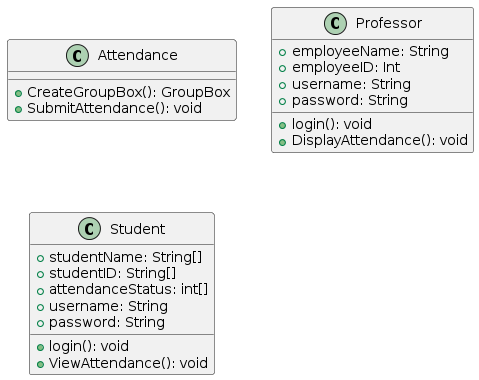 C Attendance
CreateGroupBox(): GroupBox
SubmitAttendance(): void
C Professor
employeeName: String
employeeID: Int
username: String
password: String
login(): void
DisplayAttendance(): void
C Student
studentName: String[]
studentID: String[]
attendanceStatus: int[]
username: String
password: String
login(): void
ViewAttendance(): void